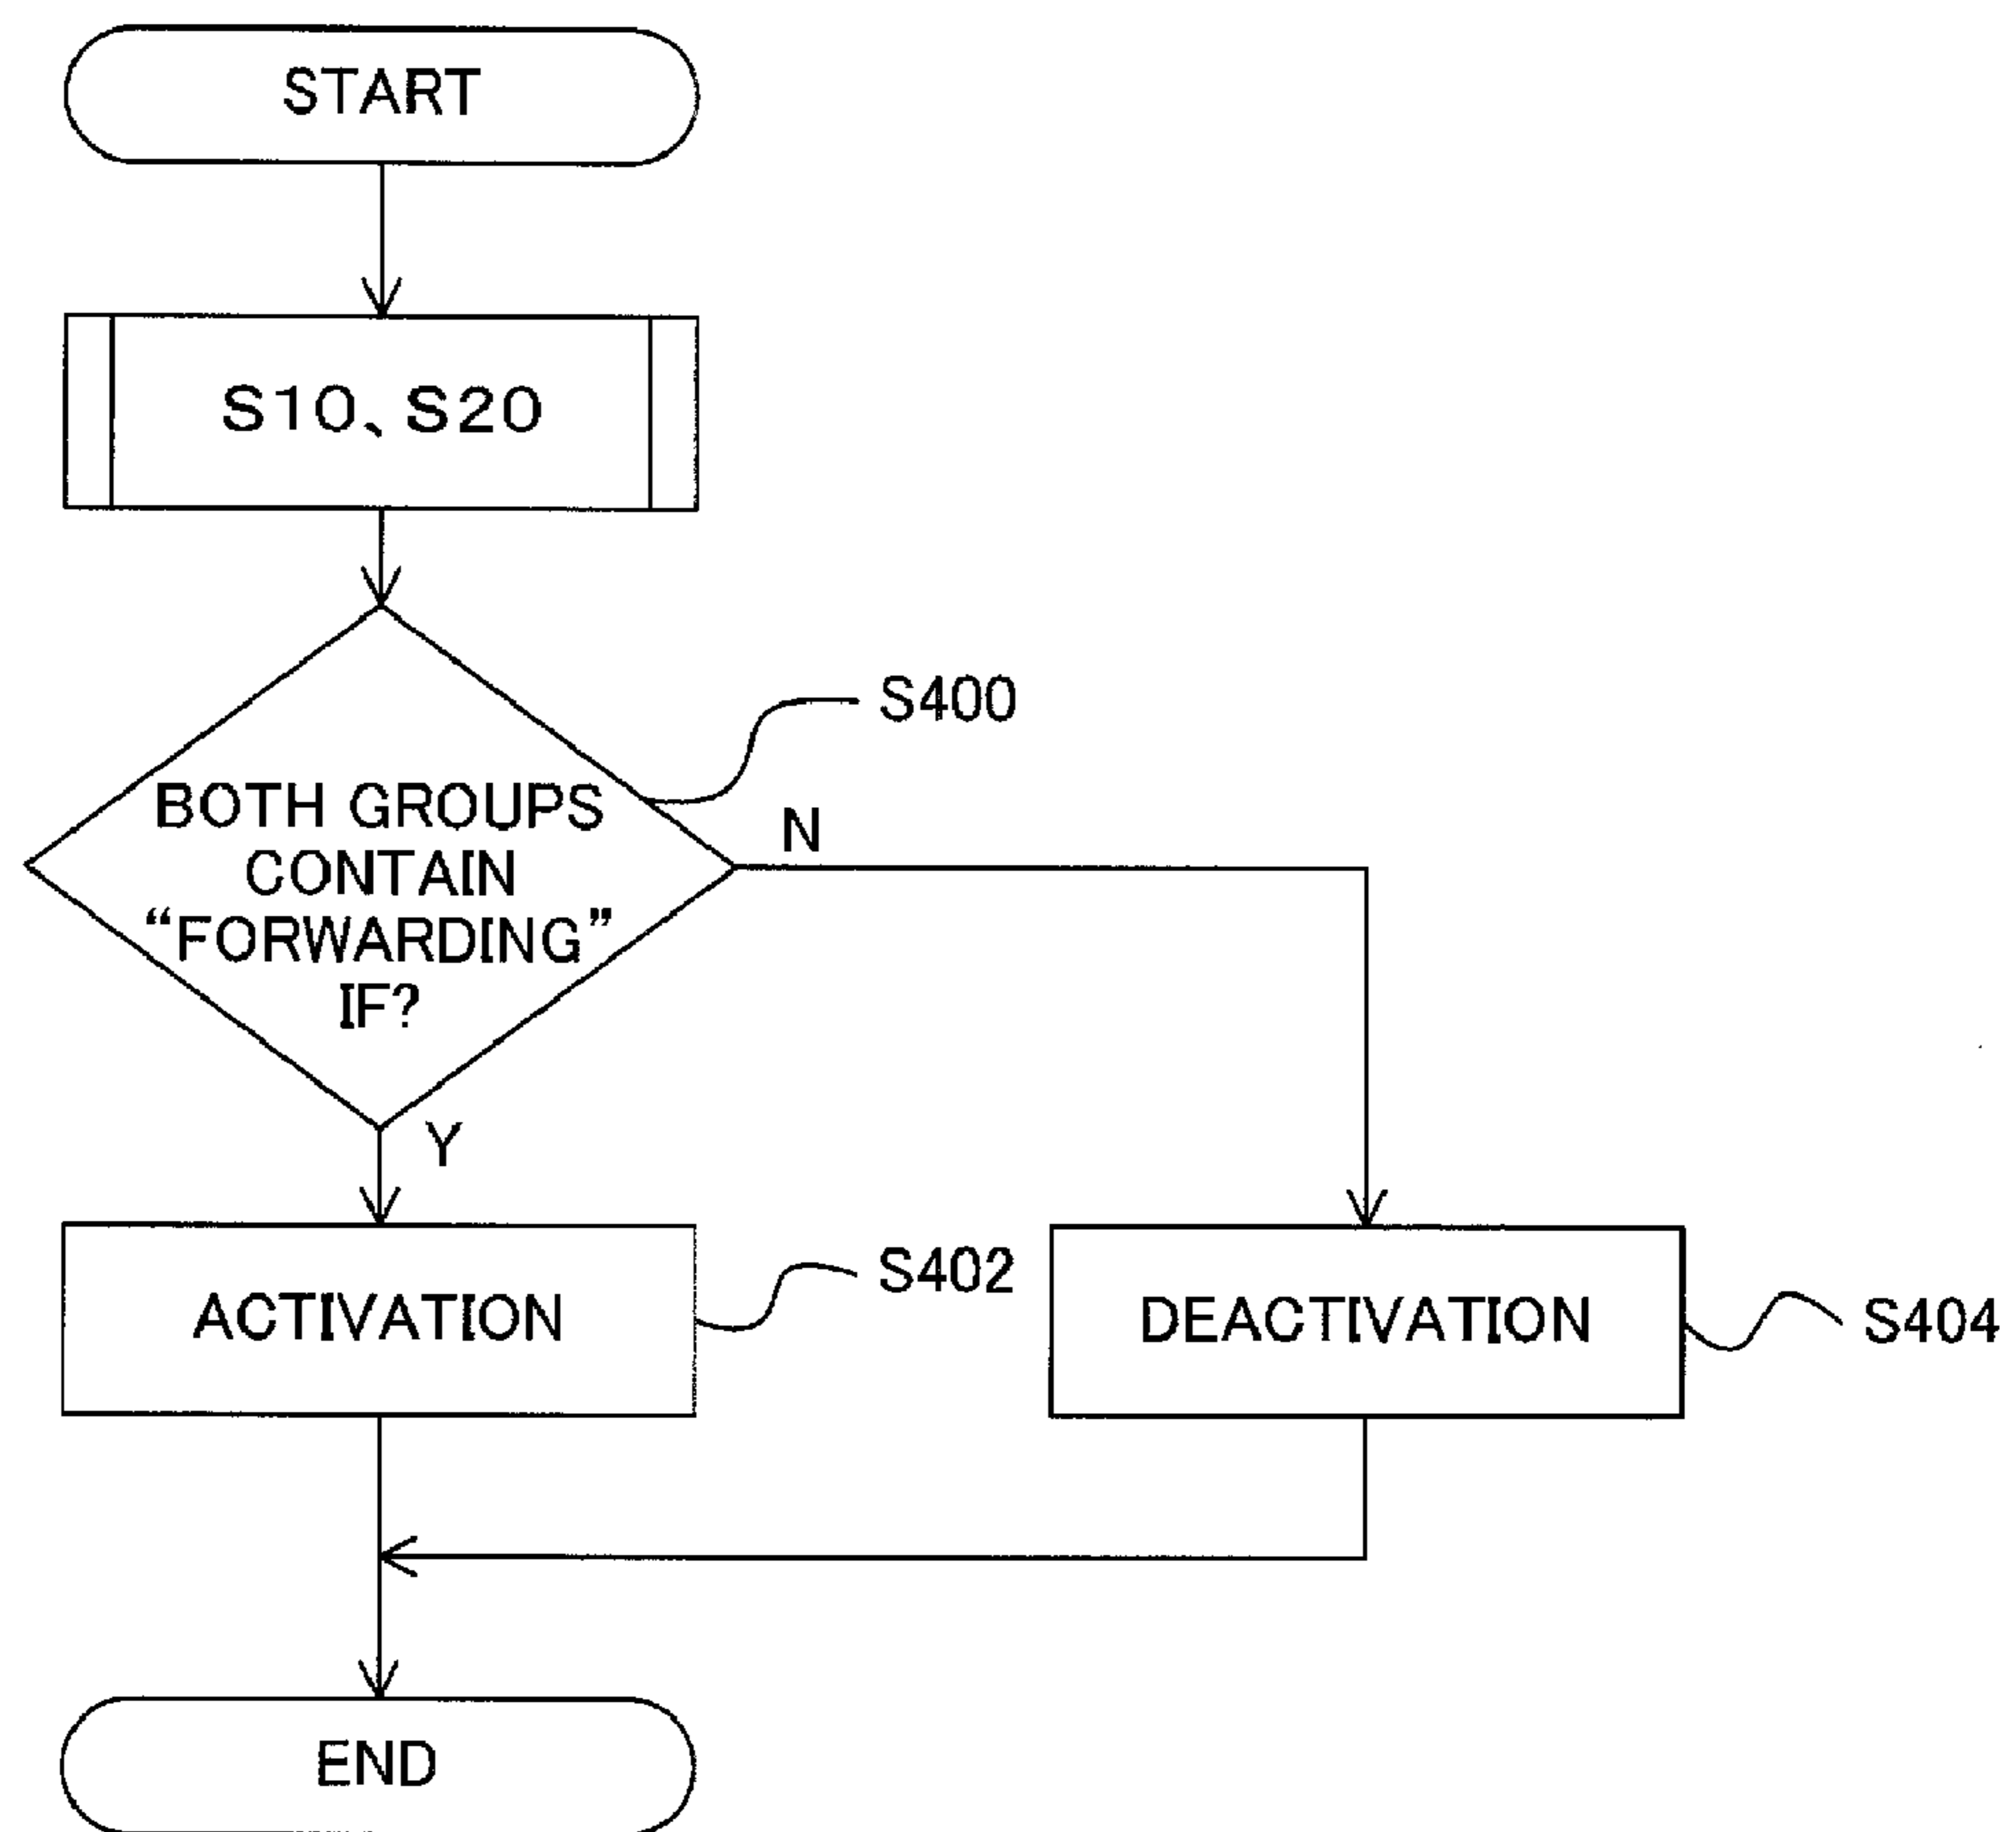 START
S10、S20
S400
BOTH GROUPS
CONTAIN
“FORWARDING”
IF?
N
Y
ACTIVATION
S402
DEACTIVATION
S404
END